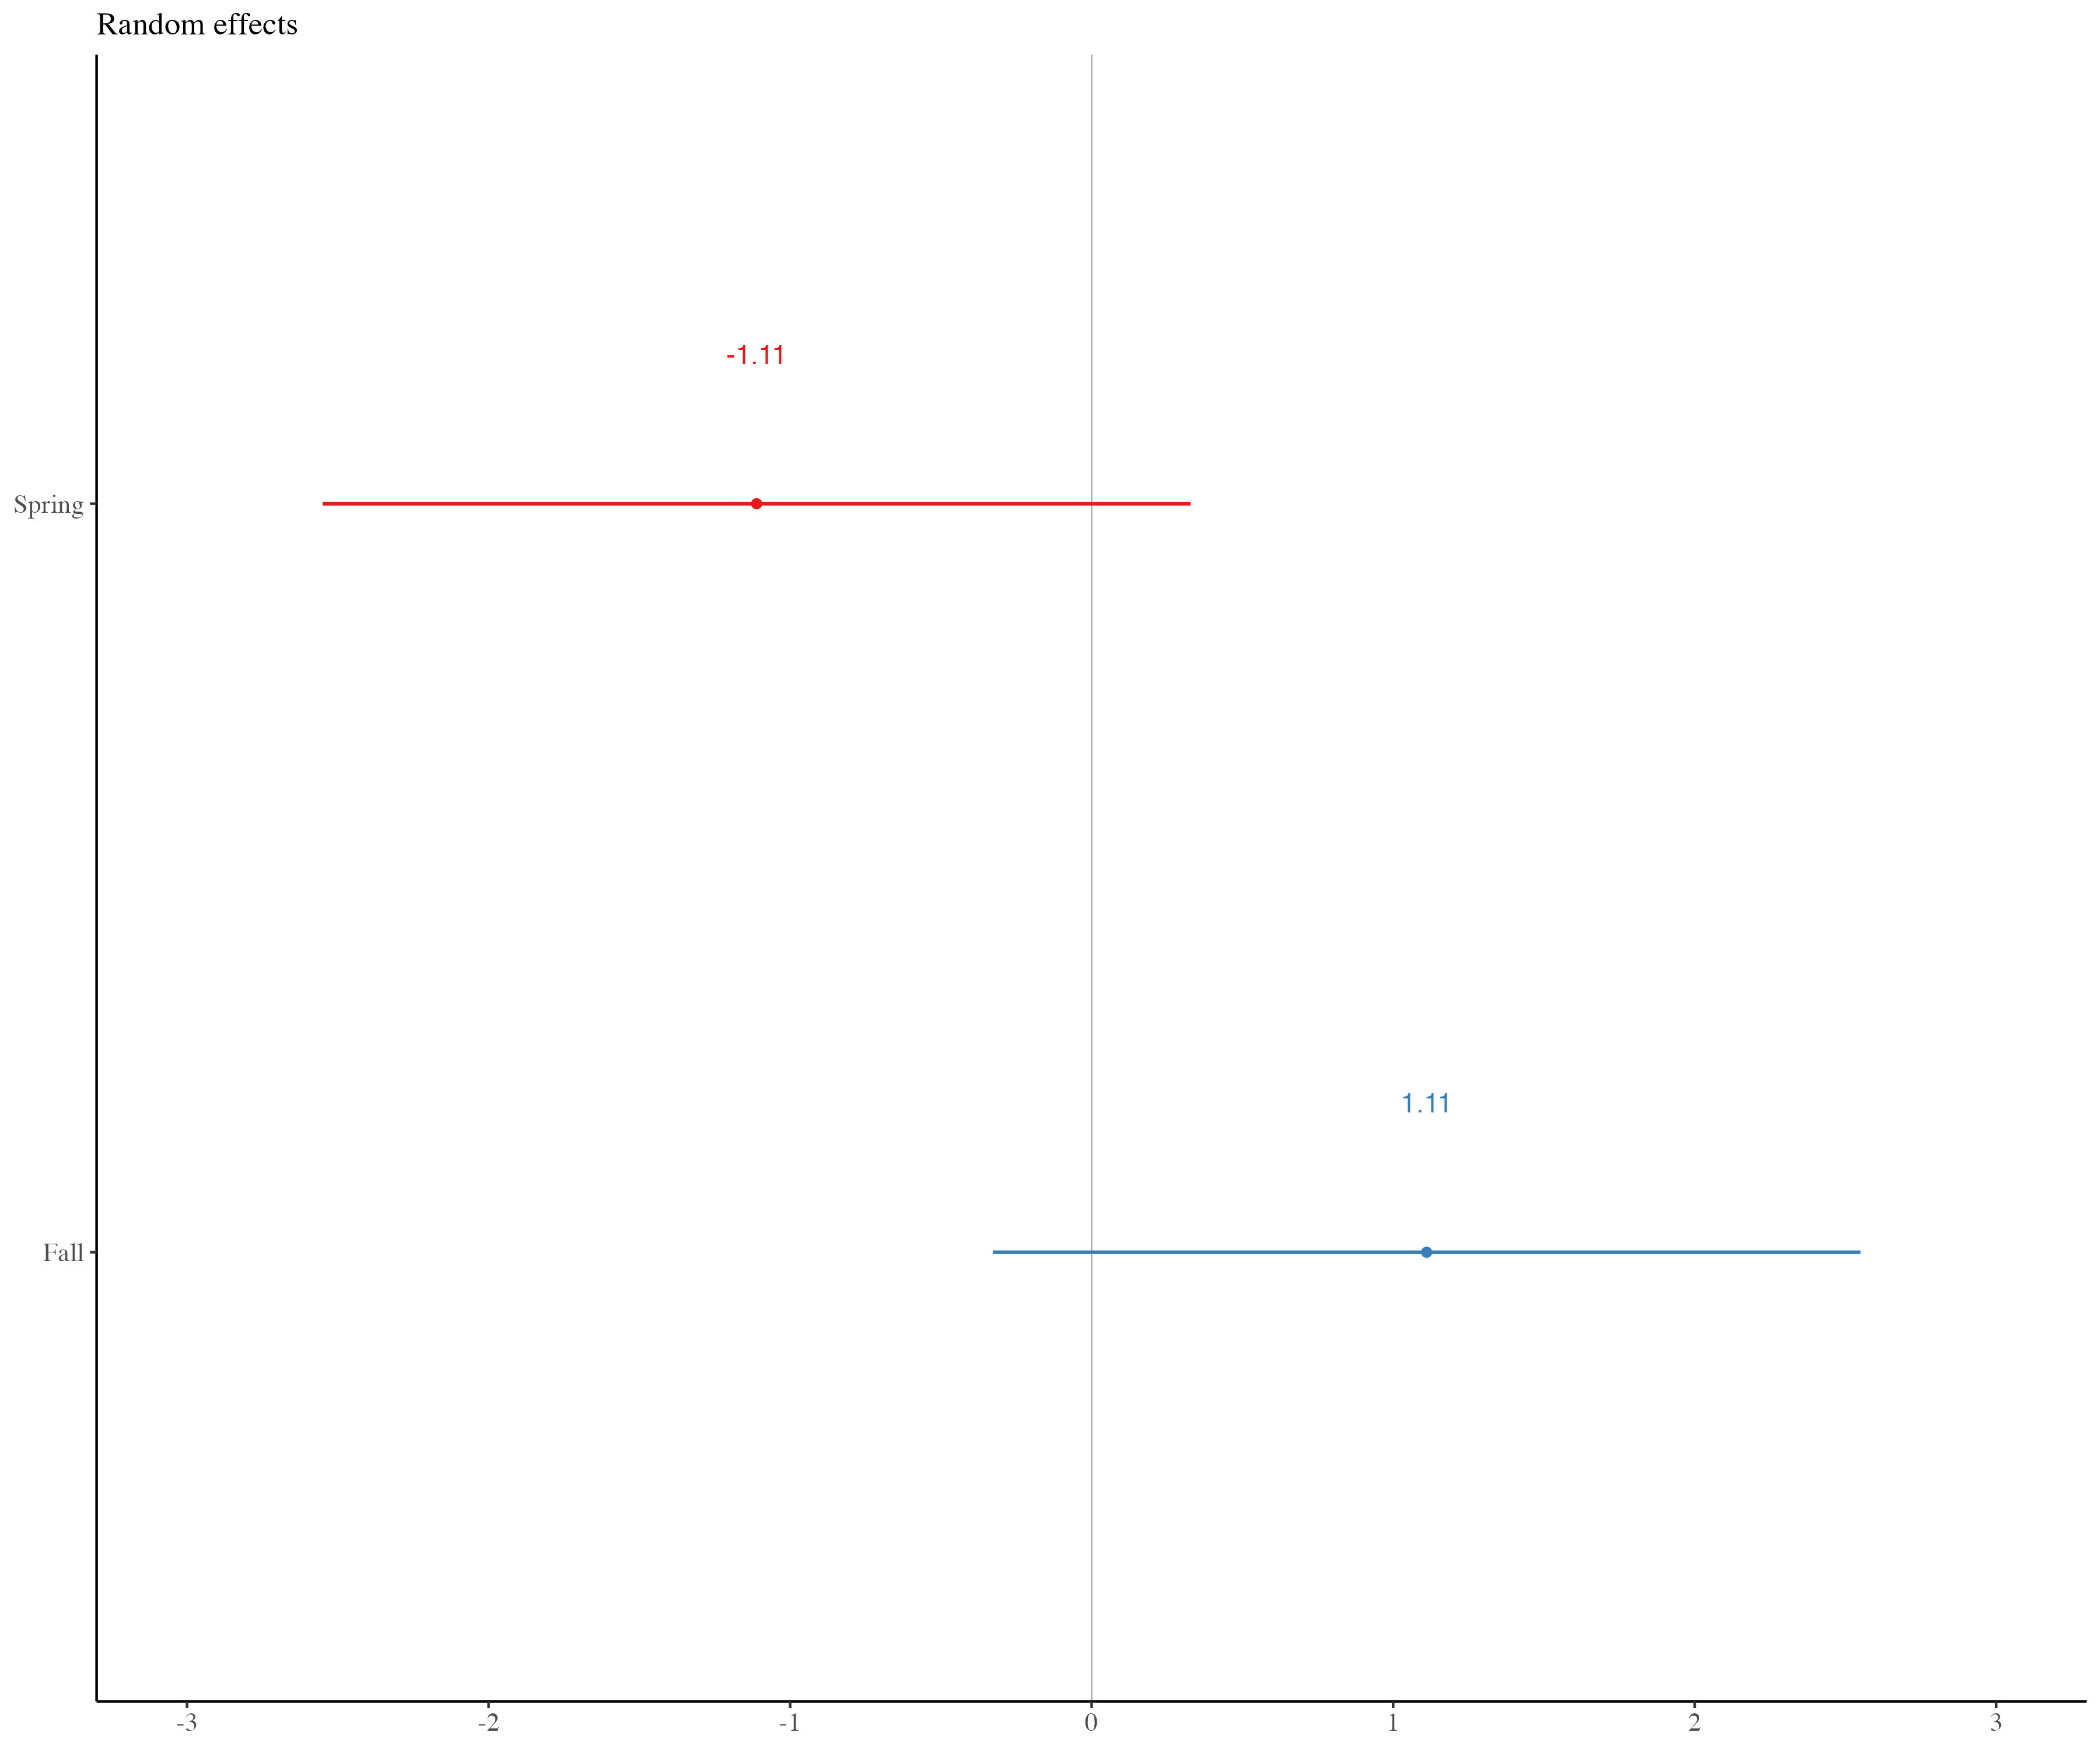 Random effects
-1.11
Spring
1.11
Fall
-3 -2 -1 0 1 2 3